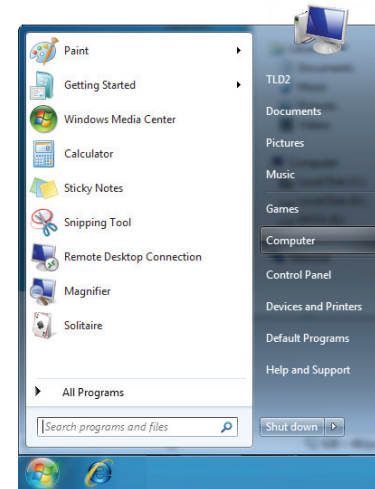 Paint
Getting Started
Windows Media Center
Calculator
Sticky Notes
Snipping Tool
Remote Desktop Connection
Magnifier
Solitaire
All Programs
Search programs and files
TLD2
Documents
Pictures
Music
Games
Computer
Control Panel
Devices and Printers
Default Programs
Help and Support
Shut down